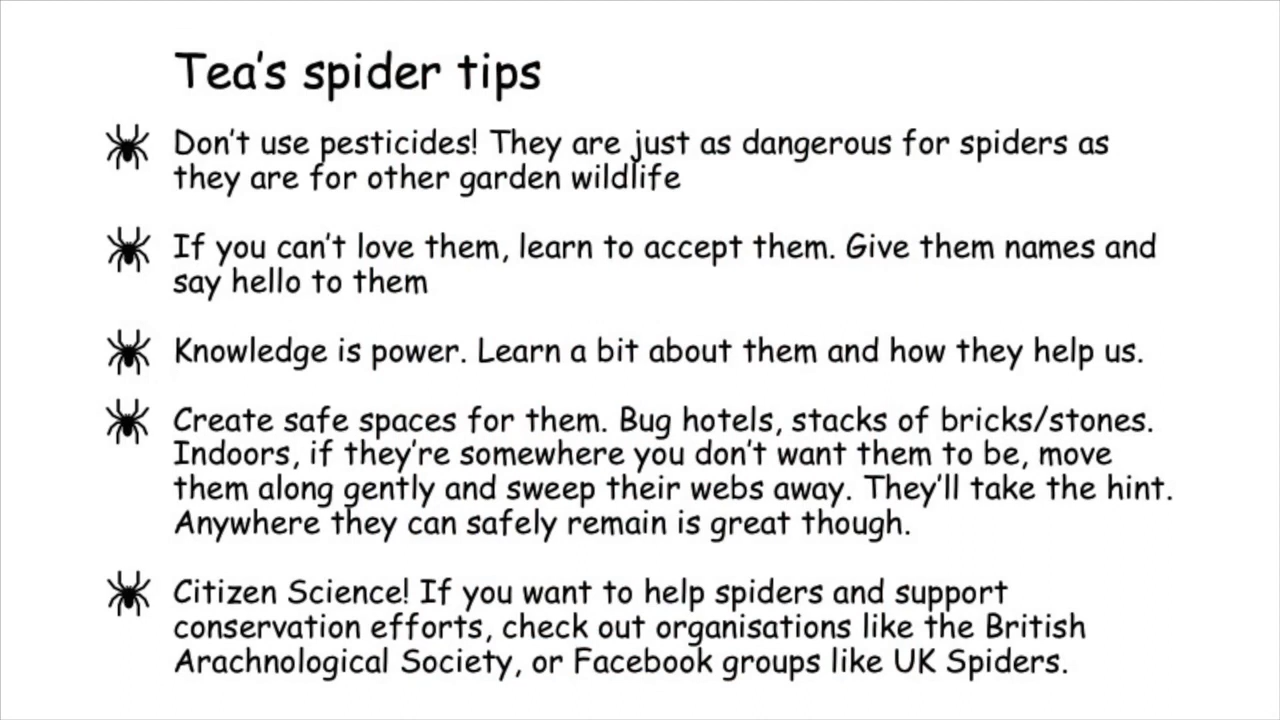 Tea's spider tips
Don't use pesticides! They are just as dangerous for spiders as
they are for other garden wildlife
If you can't love them, learn to accept them. Give them names and
say hello to them
Knowledge is power. Learn a bit about them and how they help us.
Create safe spaces for them. Bug hotels, stacks of bricks/stones.
Indoors, if they're somewhere you don't want them to be, move
them along gently and sweep their webs away. They'll take the hint.
Anywhere they can safely remain is great though.
Citizen Science! If you want to help spiders and support
conservation efforts, check out organisations like the British
Arachnological Society, or Facebook groups like UK Spiders.